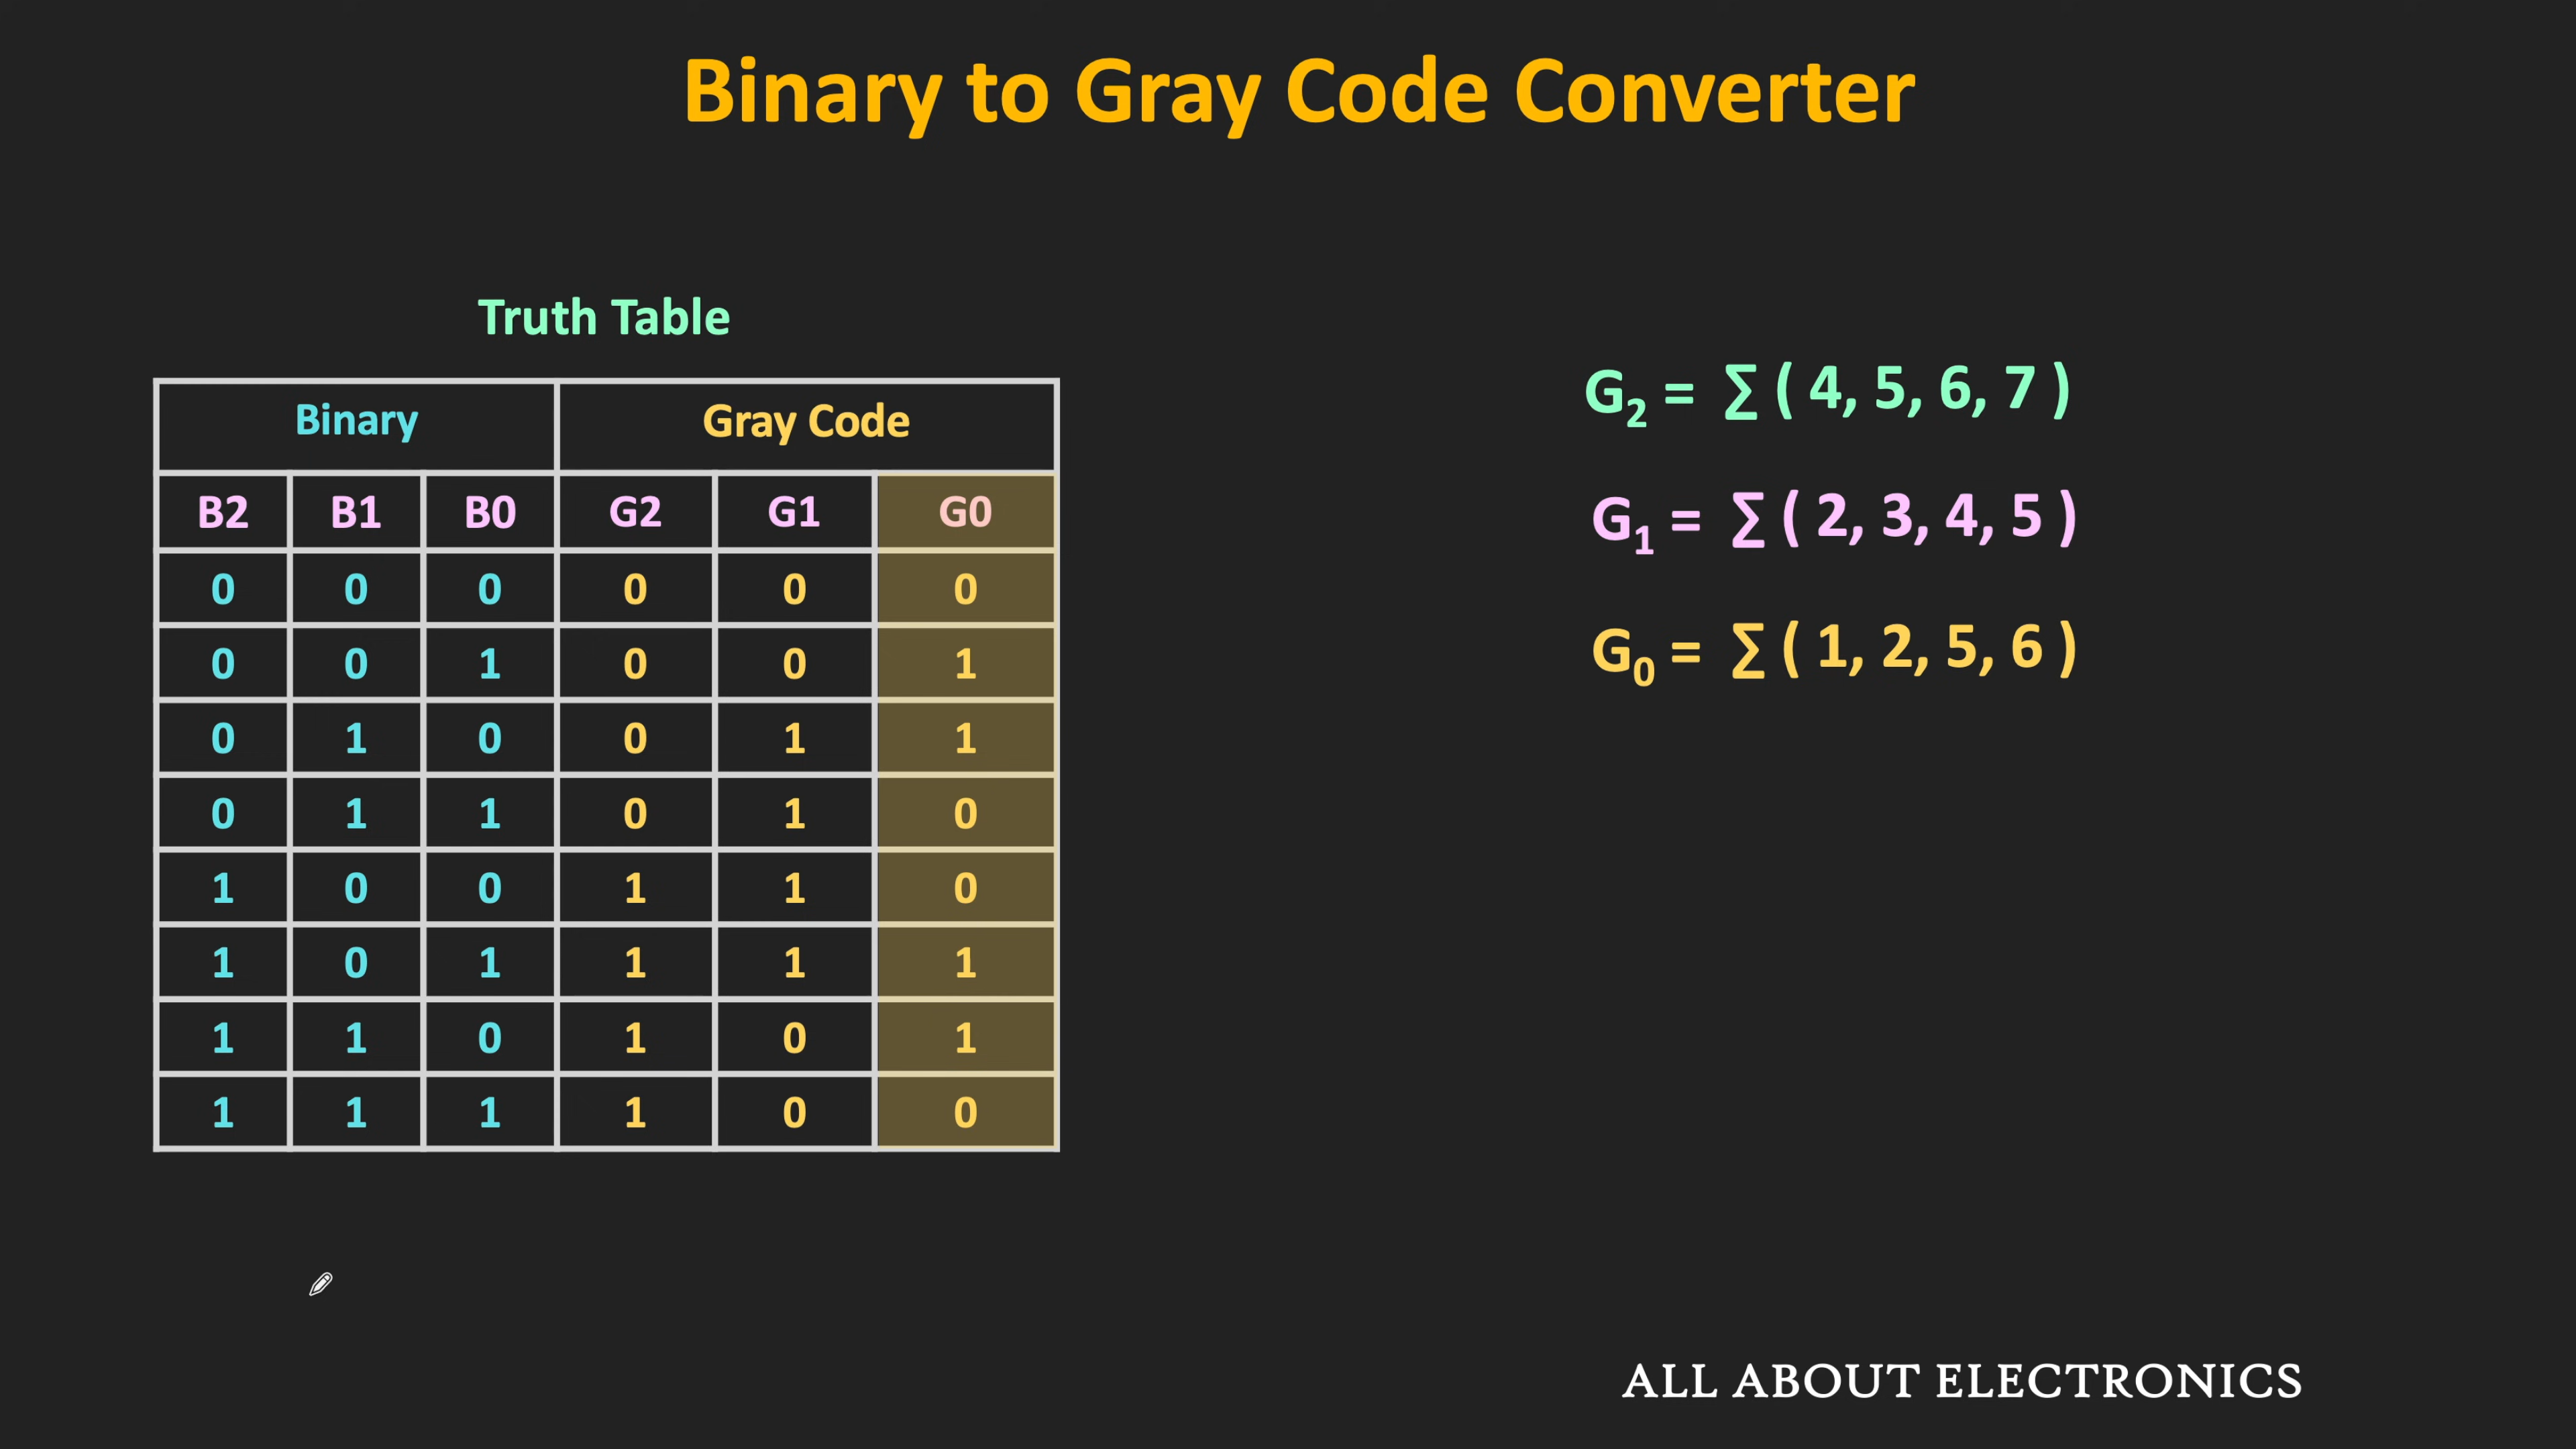 Binary to Gray Code Converter
Truth Table
Binary Gray Code
B2 B1 B0 G2 G1 G0
0 0 0 0 0 0
0 0 1 0 0 1
0 1 0 0 1 1
0 1 1 0 1 0
1 0 0 1 1 0
1 0 1 1 1 1
1 1 0 1 0 1
1 1 1 1 0 0
G₂ = ∑ ( 4, 5, 6, 7 )
G₁ = ∑ ( 2, 3, 4, 5 )
G₀ = ∑ ( 1, 2, 5, 6 )
ALL ABOUT ELECTRONICS